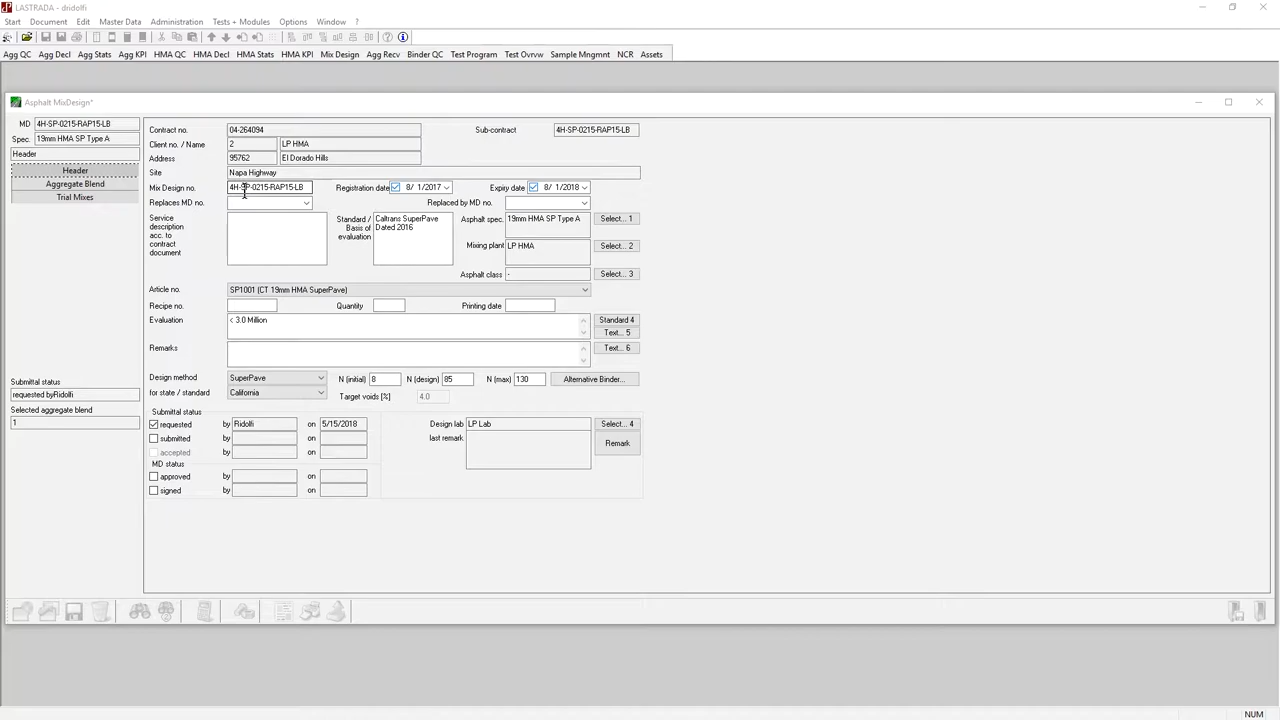 LASTRADA - dridolfi
Start Document Edit Master Data Administration Tests + Modules Options Window ?
Agg QC Agg Decl Agg Stats Agg KPI HMA QC HMA Decl HMA Stats HMA KPI Mix Design Agg Recv Binder QC Test Program Test Ovrvw Sample Mngmnt NCR Assets
Asphalt MixDesign*
MD 4H-SP-0215-RAP15-LB
Spec. 19mm HMA SP Type A
Header
Header
Aggregate Blend
Trial Mixes
Submittal status
requested byRidolfi
Selected aggregate blend
1
Contract no. 04-264094 Sub-contract 4H-SP-0215-RAP15-LB
Client no. / Name 2 LP HMA
Address 95762 El Dorado Hills
Site Napa Highway
Mix Design no. 4H-SP-0215-RAP15-LB Registration date 8/ 1/2017 Expiry date 8/ 1/2018
Replaces MD no. Replaced by MD no.
Service description acc. to contract document
Standard / Basis of evaluation
Caltrans SuperPave
Dated 2016
Asphalt spec. 19mm HMA SP Type A Select... 1
Mixing plant LP HMA Select... 2
Asphalt class - Select... 3
Article no. SP1001 (CT 19mm HMA SuperPave)
Recipe no. Quantity Printing date
Evaluation < 3.0 Million Standard 4
Text... 5
Remarks Text... 6
Design method SuperPave N (initial) 8 N (design) 85 N (max) 130 Alternative Binder...
for state / standard California Target voids [%] 4.0
Submittal status
requested by Ridolfi on 5/15/2018 Design lab LP Lab Select... 4
submitted by on last remark Remark
accepted by on
MD status
approved by on
signed by on
NUM